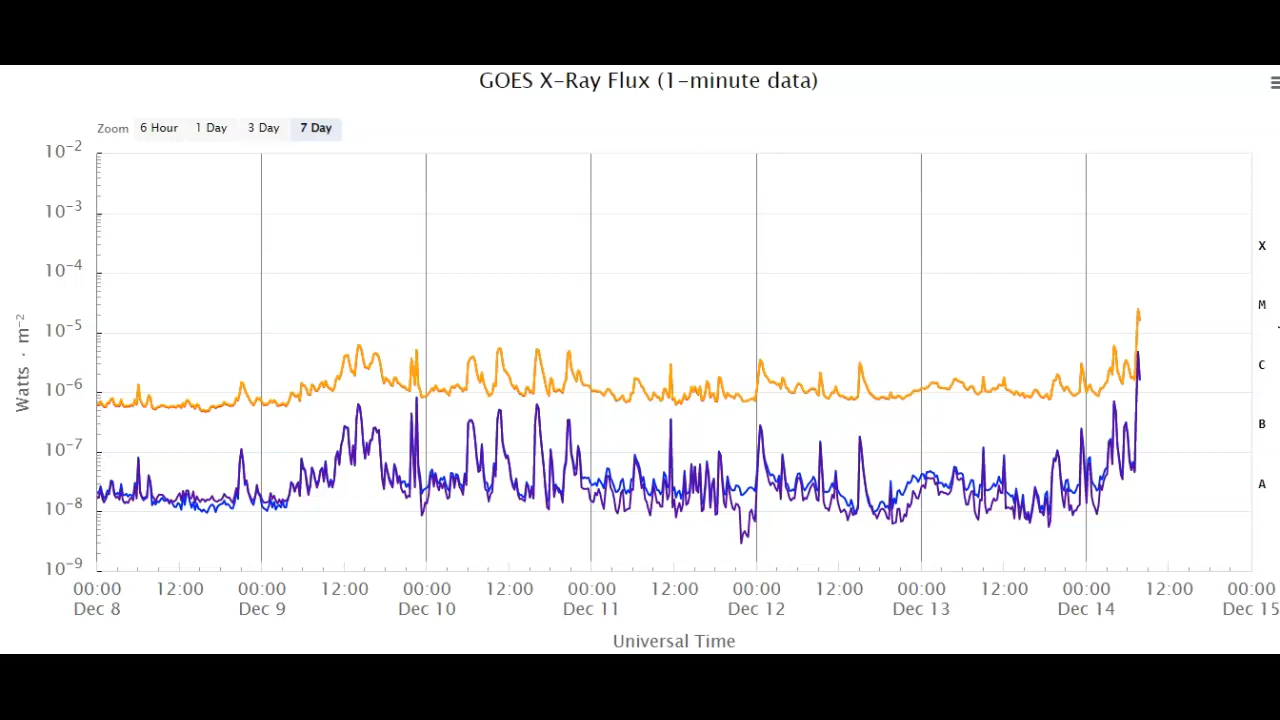 GOES X-Ray Flux (1-minute data)
Zoom 6 Hour 1 Day 3 Day 7 Day
10⁻²
10⁻³
10⁻⁴
10⁻⁵
10⁻⁶
10⁻⁷
10⁻⁸
10⁻⁹
Watts · m⁻²
X
M
C
B
A
00:00 12:00 00:00 12:00 00:00 12:00 00:00 12:00 00:00 12:00 00:00 12:00 00:00 12:00 00:00
Dec 8 Dec 9 Dec 10 Dec 11 Dec 12 Dec 13 Dec 14 Dec 15
Universal Time